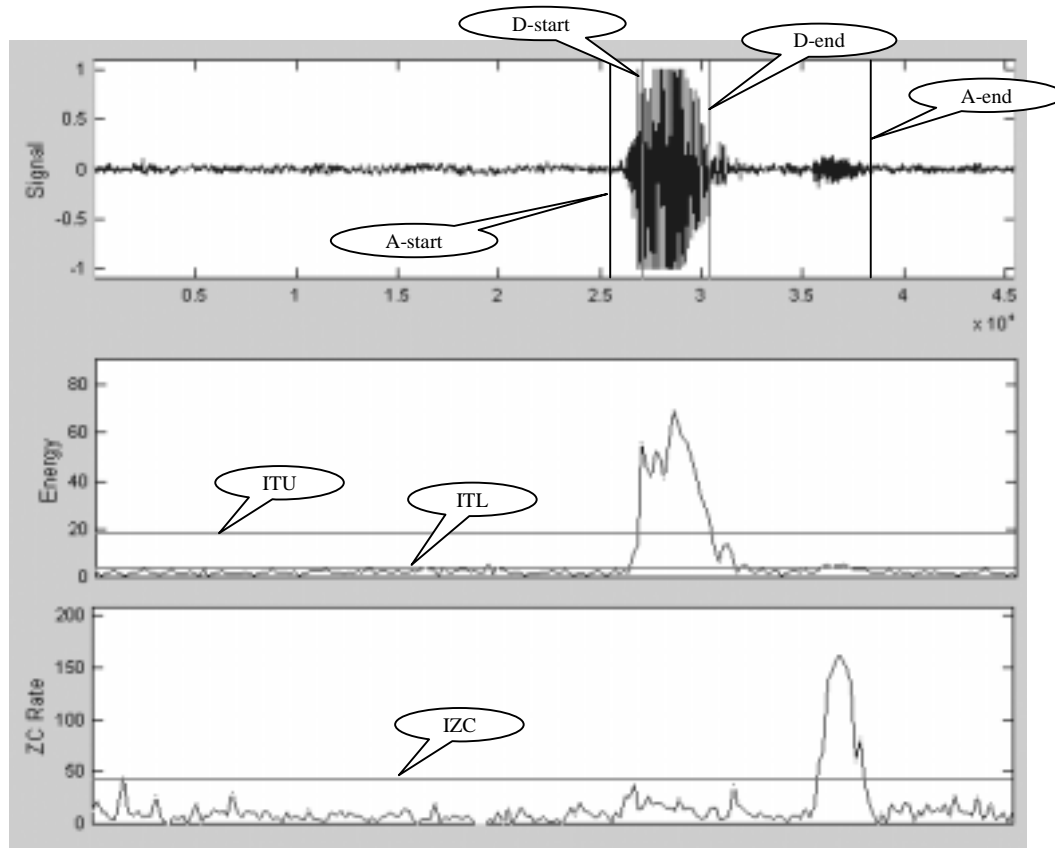 D-start
D-end
A-end
A-start
Signal
1
0.5
0
-0.5
-1
0.5 1 1.5 2 2.5 3 3.5 4 4.5
x 10⁴
Energy
80
60
40
20
0
ITU
ITL
ZC Rate
200
150
100
50
0
IZC